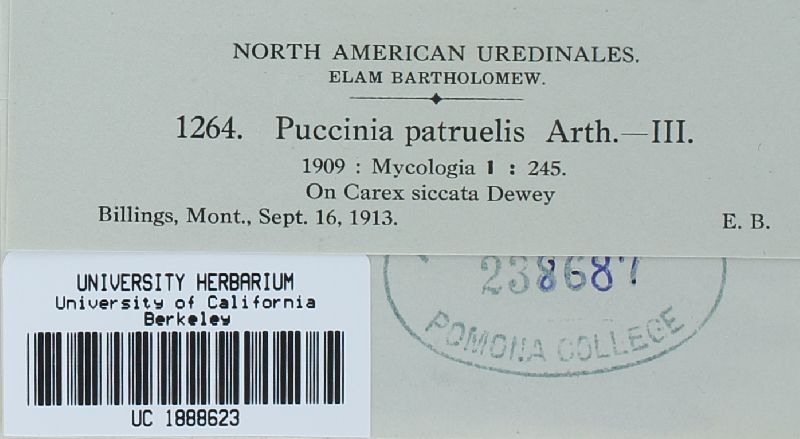 NORTH AMERICAN UREDINALES.
ELAM BARTHOLOMEW.
1264. Puccinia patruelis Arth.—III.
1909 : Mycologia 1 : 245.
On Carex siccata Dewey
Billings, Mont., Sept. 16, 1913. E. B.
238687
POMONA COLLEGE
UNIVERSITY HERBARIUM
University of California
Berkeley
UC 1888623